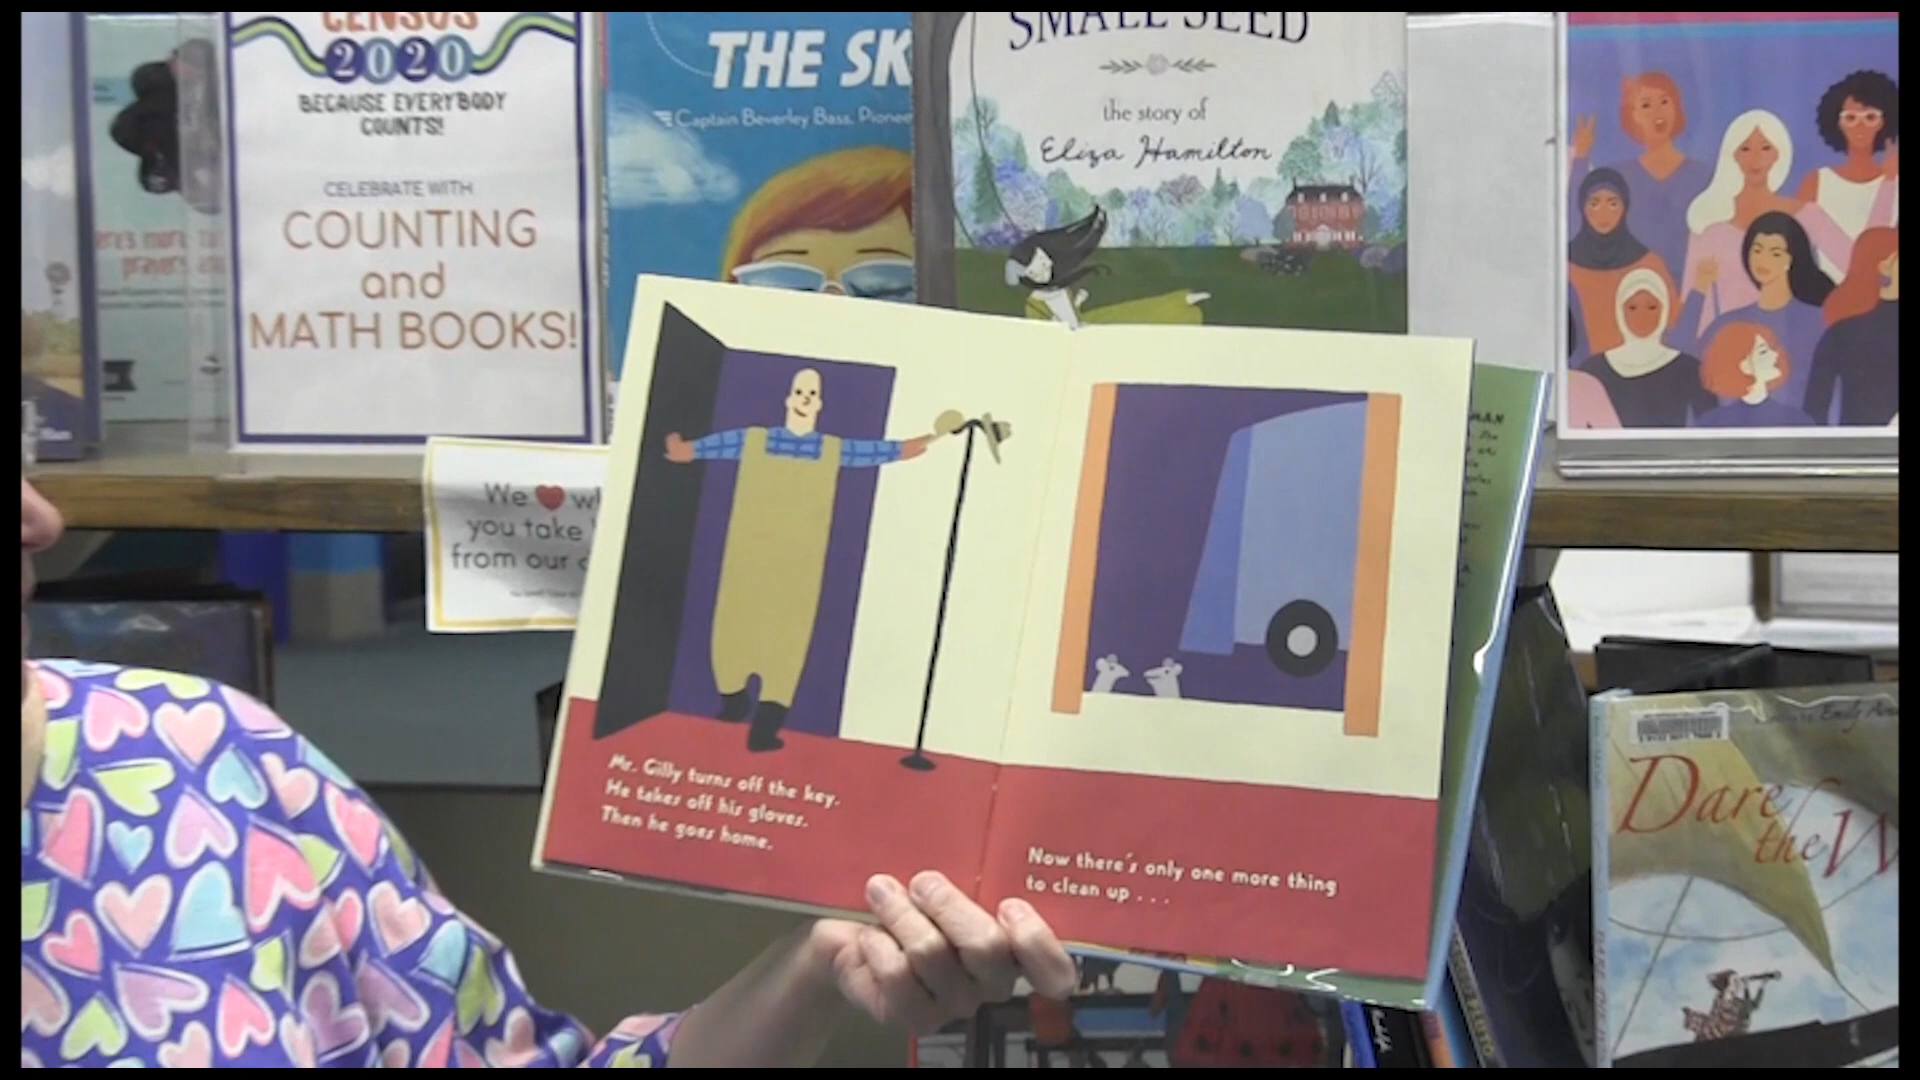 CENSUS
2020
BECAUSE EVERYBODY
COUNTS!
CELEBRATE WITH
COUNTING
and
MATH BOOKS!
THE SK
Captain Beverley Bass, Pionee
SMALL SEED
the story of
Eliza Hamilton
We ❤ wh
you take
from our
Mr. Gilly turns off the key.
He takes off his gloves.
Then he goes home.
Now there's only one more thing
to clean up . . .
Dare
the W